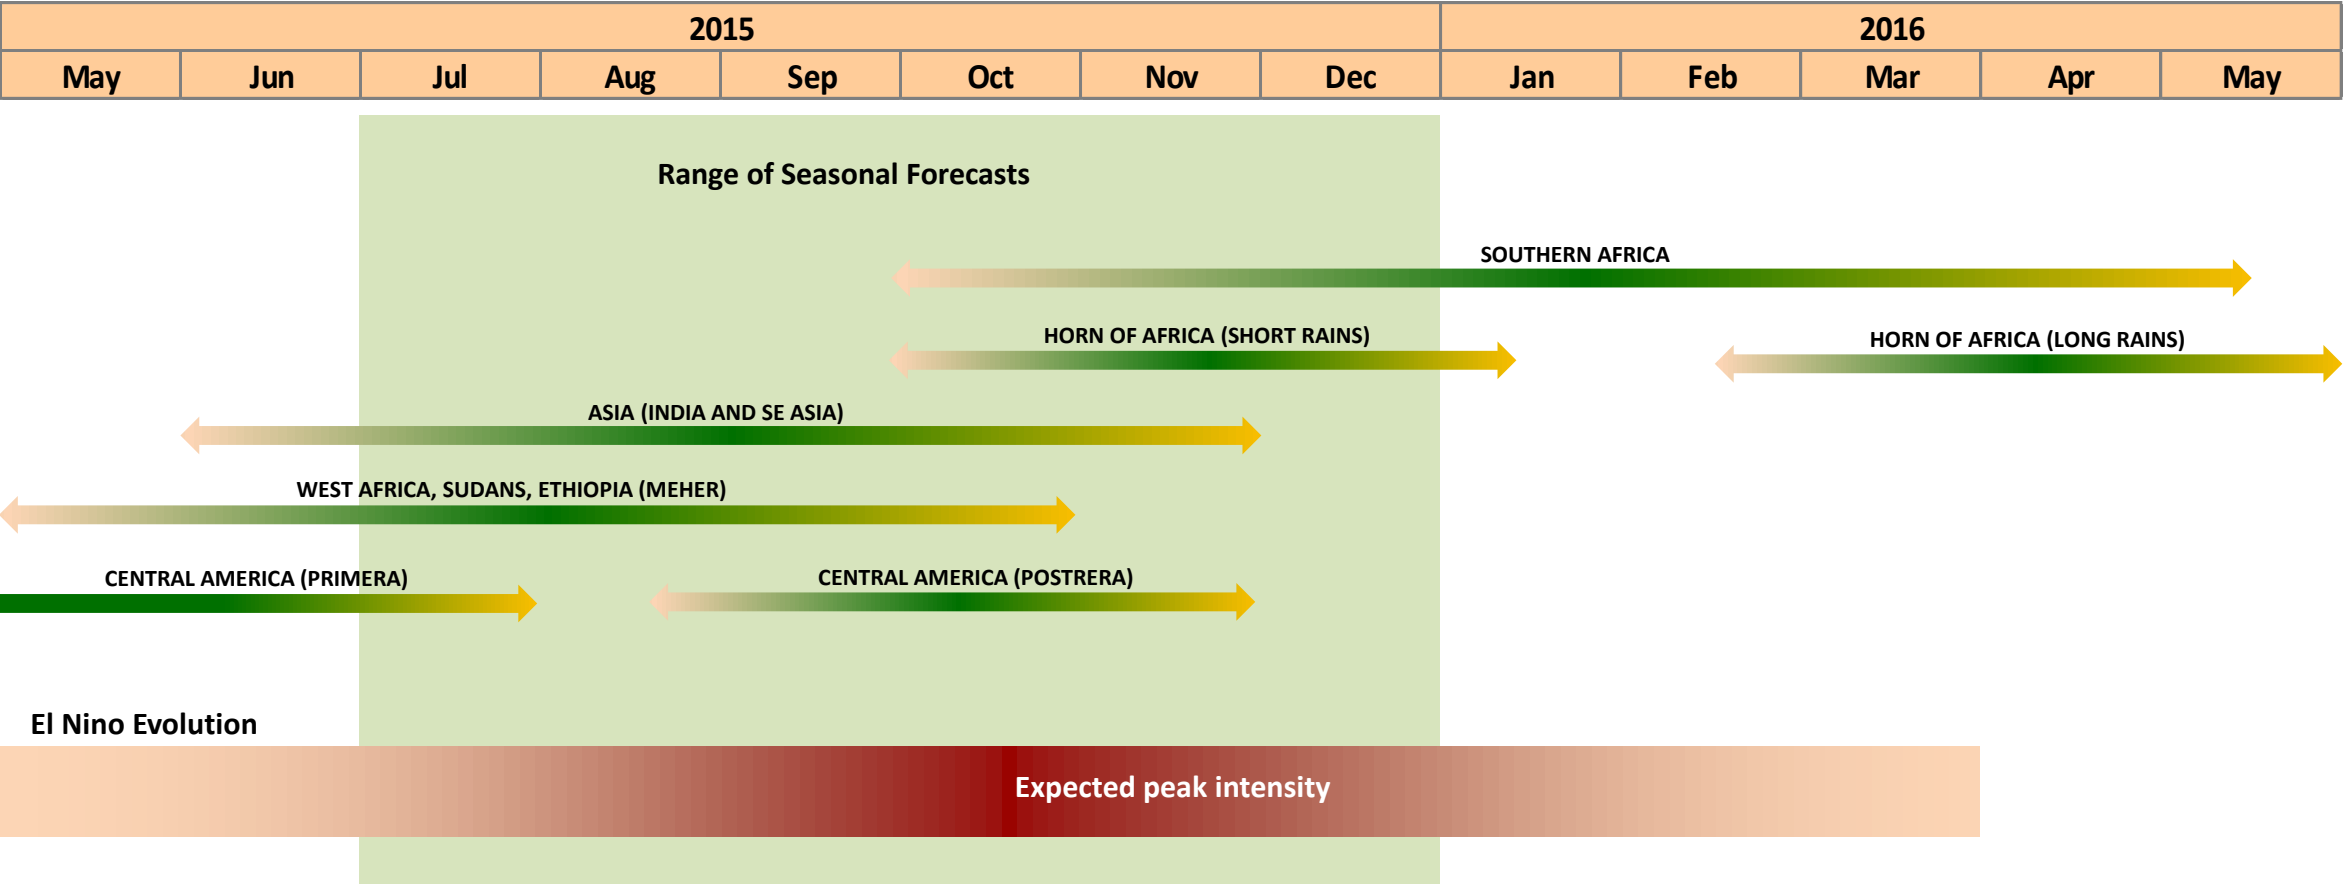 2015 2016
May Jun Jul Aug Sep Oct Nov Dec Jan Feb Mar Apr May
Range of Seasonal Forecasts
SOUTHERN AFRICA
HORN OF AFRICA (SHORT RAINS)
HORN OF AFRICA (LONG RAINS)
ASIA (INDIA AND SE ASIA)
WEST AFRICA, SUDANS, ETHIOPIA (MEHER)
CENTRAL AMERICA (PRIMERA)
CENTRAL AMERICA (POSTRERA)
El Nino Evolution
Expected peak intensity